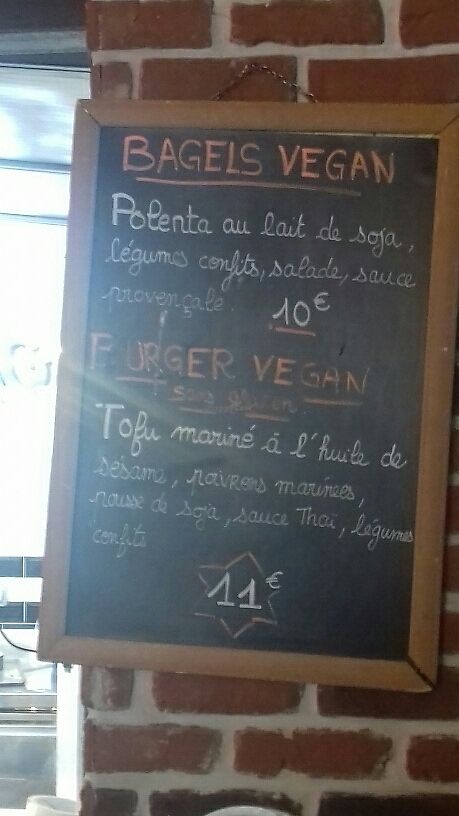 BAGELS VEGAN
Polenta au lait de soja,
légumes confits, salade, sauce
provençale. 10€
BURGER VEGAN
sans gluten
Tofu mariné à l'huile de
sésame, poivrons marinées,
pousse de soja, sauce Thaï, légumes
confits
11€